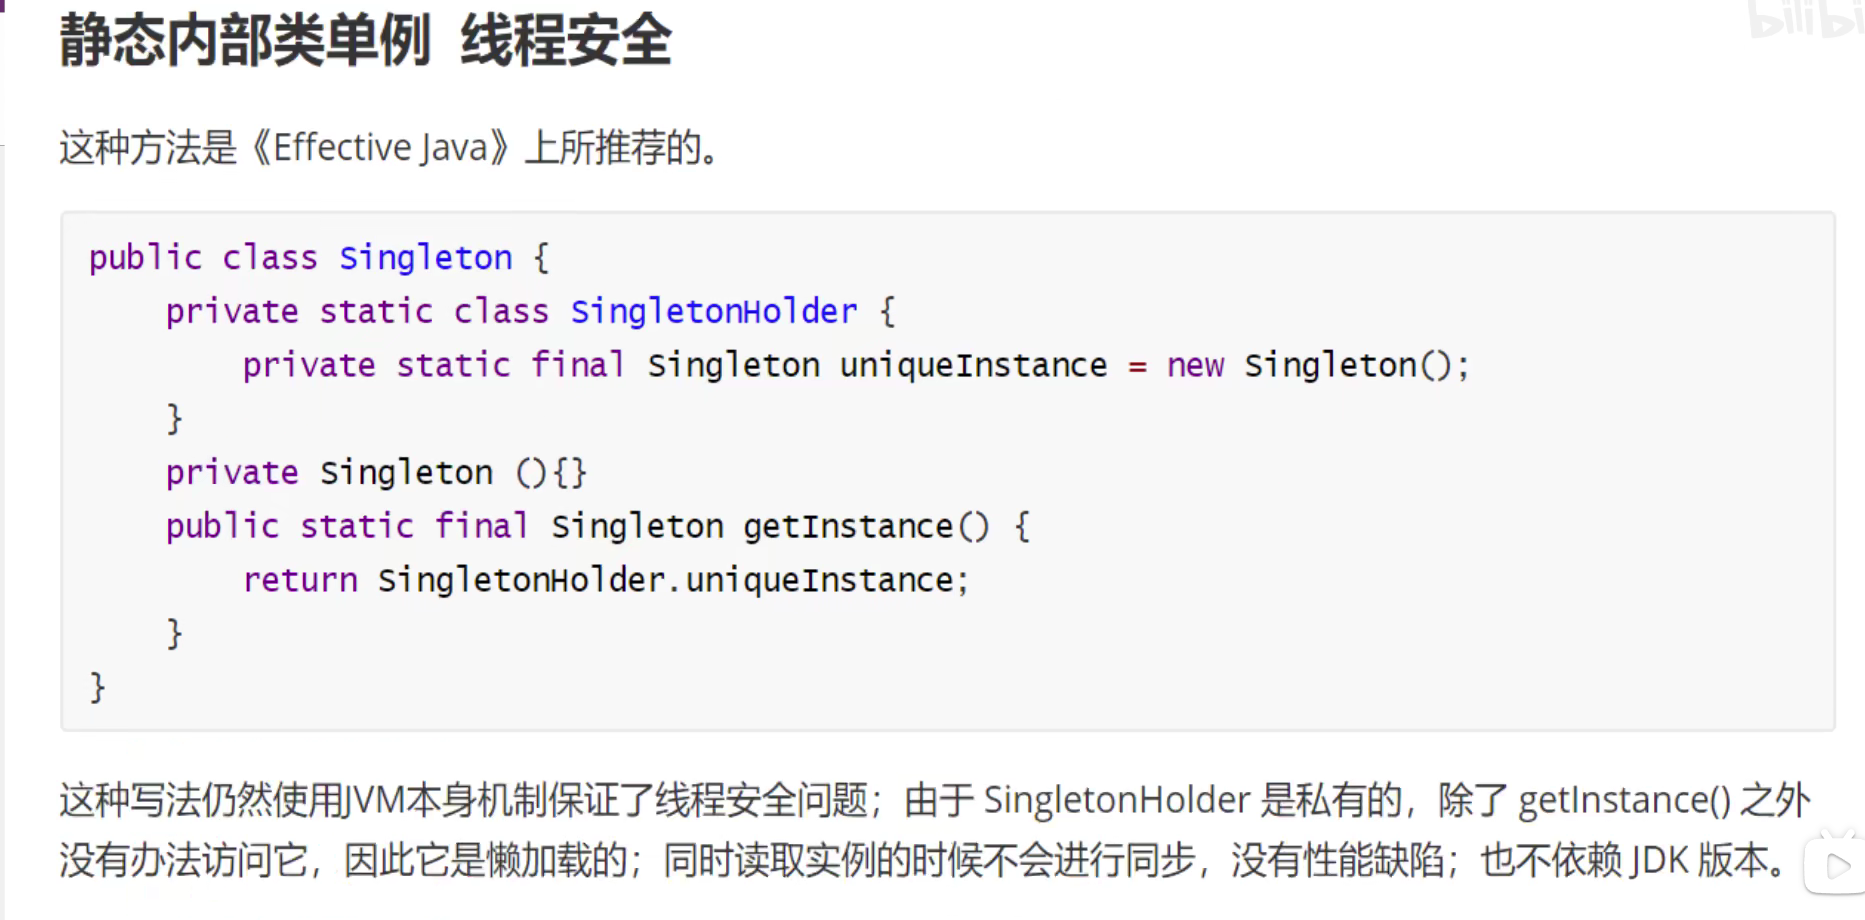 bilibi
静态内部类单例 线程安全
这种方法是《Effective Java》上所推荐的。
public class Singleton {
    private static class SingletonHolder {
        private static final Singleton uniqueInstance = new Singleton();
    }
    private Singleton (){}
    public static final Singleton getInstance() {
        return SingletonHolder.uniqueInstance;
    }
}
这种写法仍然使用JVM本身机制保证了线程安全问题；由于 SingletonHolder 是私有的，除了 getInstance() 之外
没有办法访问它，因此它是懒加载的；同时读取实例的时候不会进行同步，没有性能缺陷；也不依赖 JDK 版本。